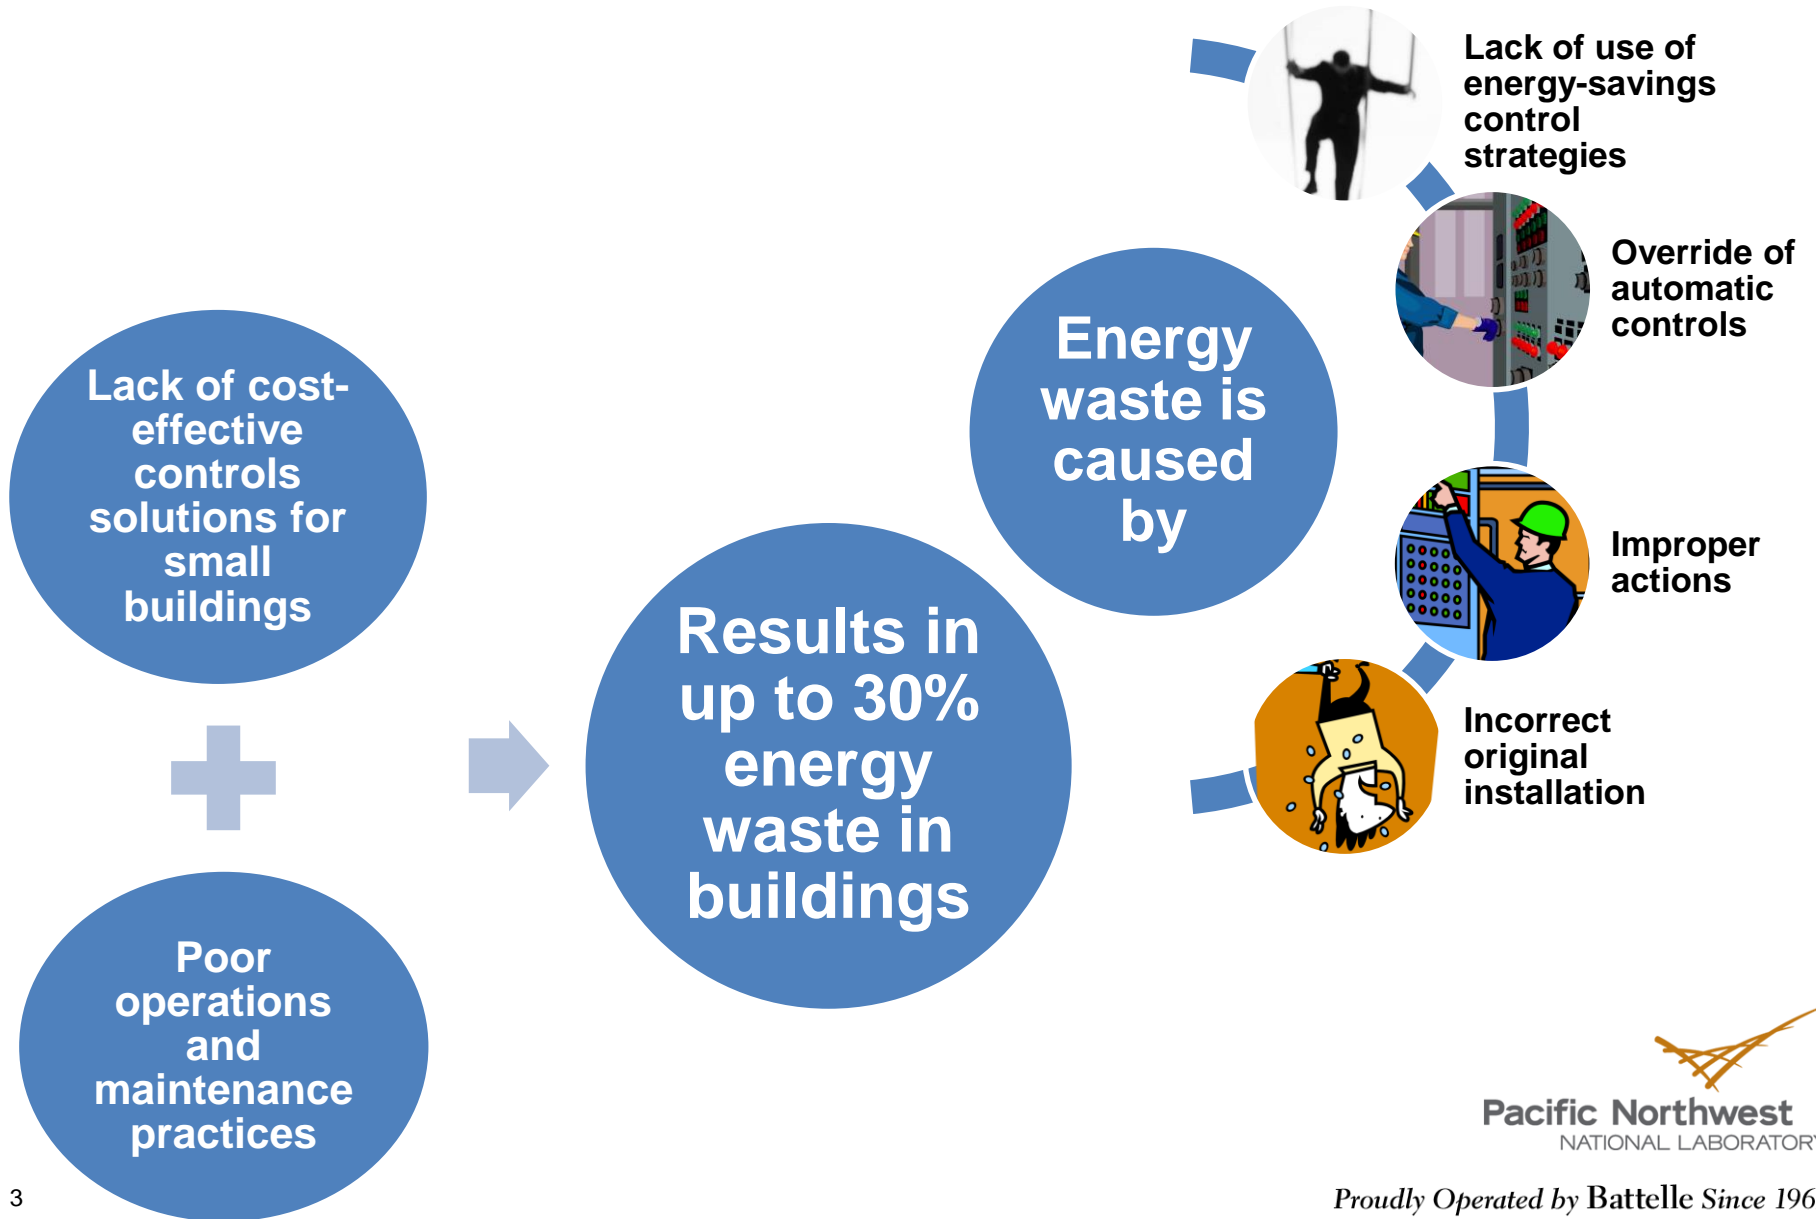 Lack of cost-
effective
controls
solutions for
small
buildings
Poor
operations
and
maintenance
practices
Results in
up to 30%
energy
waste in
buildings
Energy
waste is
caused
by
Lack of use of
energy-savings
control
strategies
Override of
automatic
controls
Improper
actions
Incorrect
original
installation
Pacific Northwest
NATIONAL LABORATORY
3
Proudly Operated by Battelle Since 196